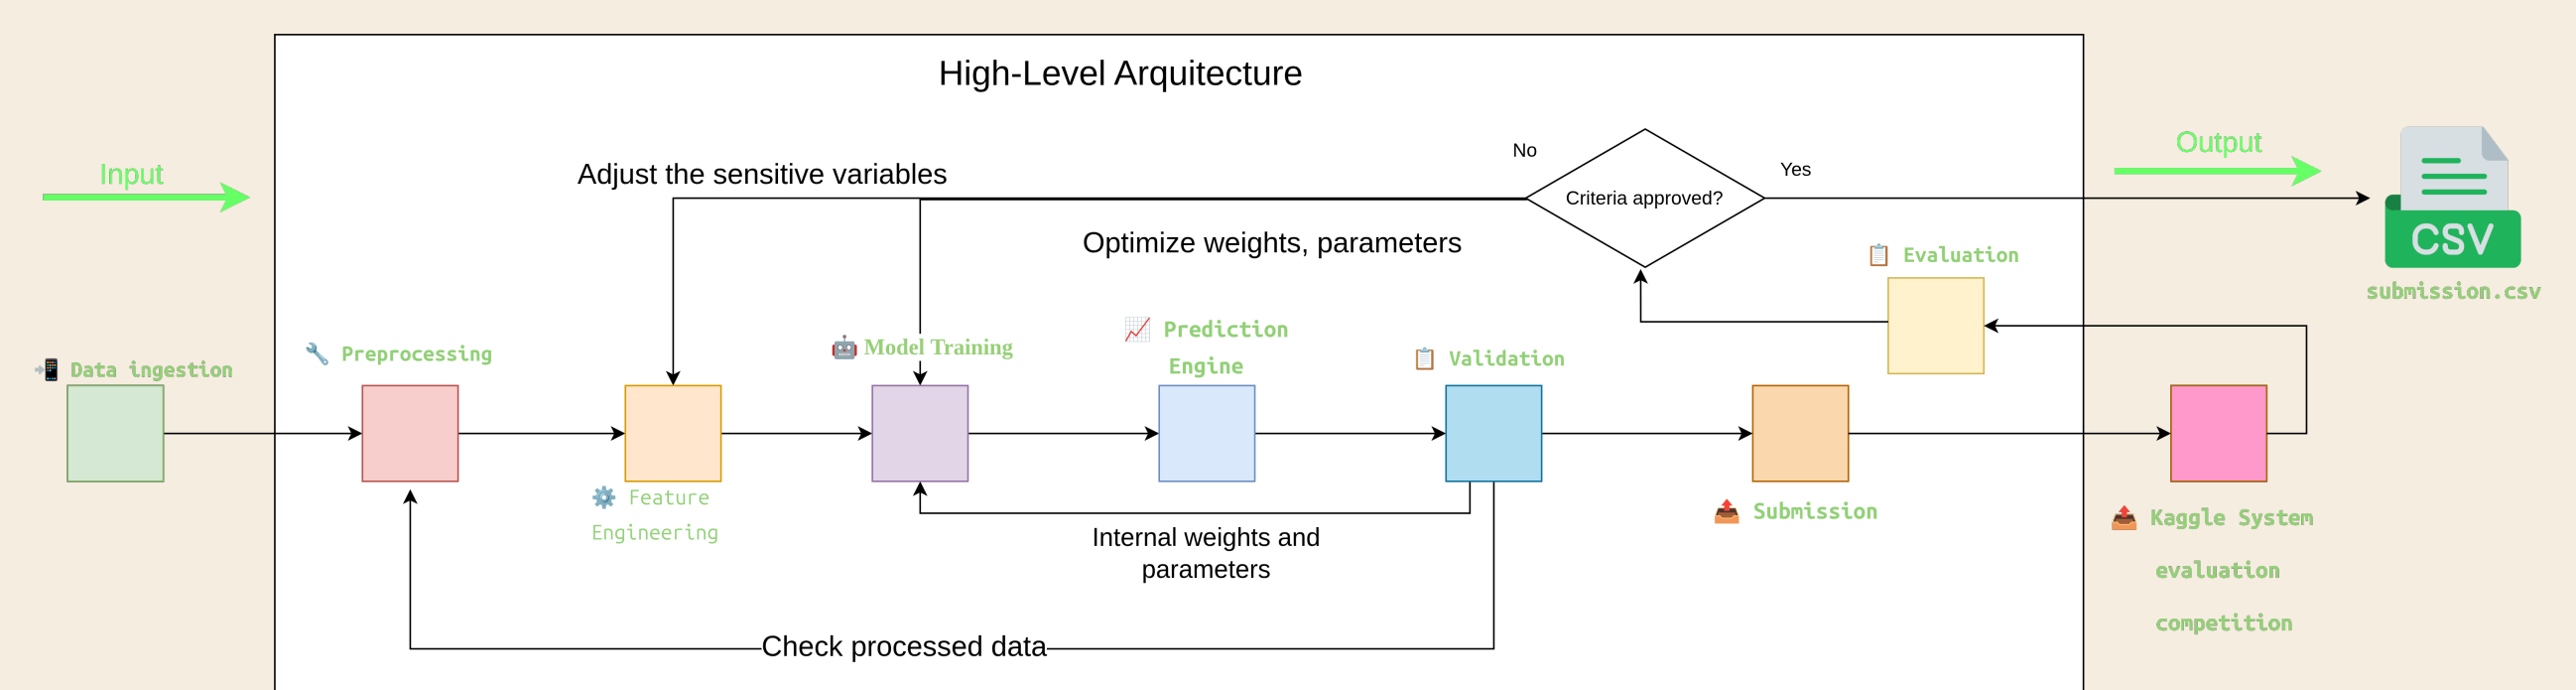 High-Level Arquitecture
Input
Output
No
Yes
Adjust the sensitive variables
Criteria approved?
Optimize weights, parameters
CSV
submission.csv
Evaluation
Data ingestion
Preprocessing
Feature
Engineering
Model Training
Prediction
Engine
Validation
Submission
Kaggle System
evaluation
competition
Internal weights and
parameters
Check processed data